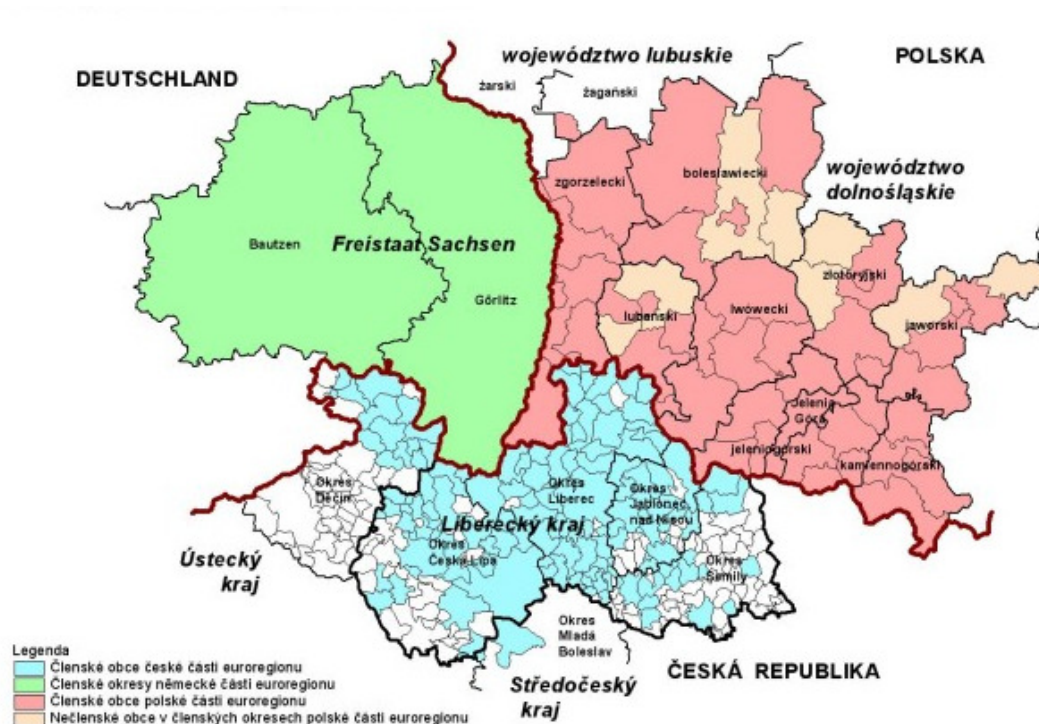 województwo lubuskie
POLSKA
DEUTSCHLAND
żarski
żagański
zgorzelecki
bolesławiecki
województwo
dolnośląskie
Bautzen
Freistaat Sachsen
Görlitz
złotoryjski
lubański
lwówecki
jaworski
Jelenia
Góra
jeleniogórski
kamiennogórski
Okres
Děčín
Okres
Liberec
Okres
Jablonec
nad Nisou
Liberecký kraj
Okres
Česká Lípa
Okres
Semily
Ústecký
kraj
Okres
Mladá
Boleslav
ČESKÁ REPUBLIKA
Středočeský
kraj
Legenda
Členské obce české části euroregionu
Členské okresy německé části euroregionu
Členské obce polské části euroregionu
Nečlenské obce v členských okresech polské části euroregionu